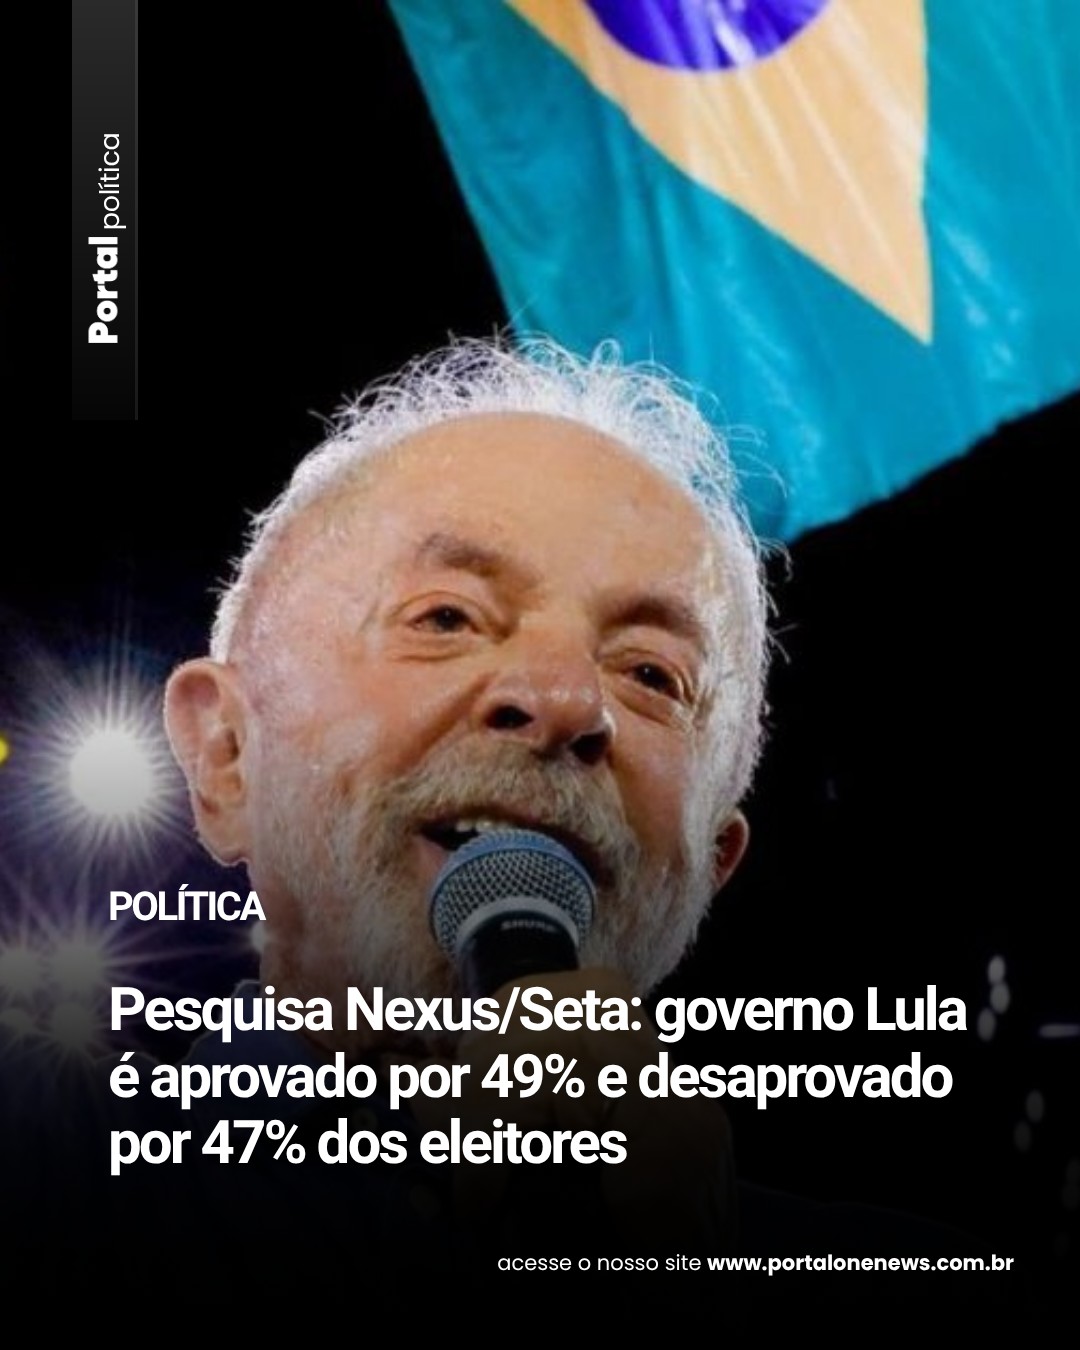 Portal política
POLÍTICA
Pesquisa Nexus/Seta: governo Lula
é aprovado por 49% e desaprovado
por 47% dos eleitores
acesse o nosso site www.portalonenews.com.br
SHURE